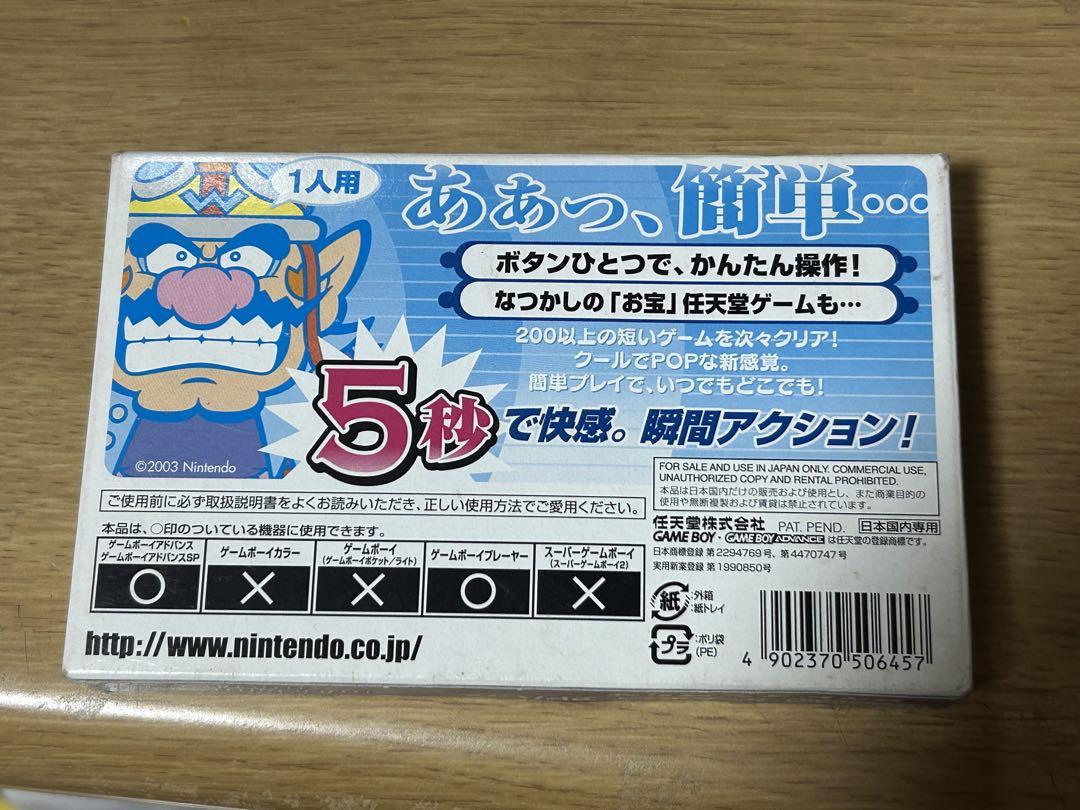 1人用
あぁっ、簡単…
ボタンひとつで、かんたん操作!
なつかしの「お宝」任天堂ゲームも…
200以上の短いゲームを次々クリア!
クールでPOPな新感覚。
簡単プレイで、いつでもどこでも!
5秒で快感。瞬間アクション!
©2003 Nintendo
ご使用前に必ず取扱説明書をよくお読みいただき、正しい使用方法でご愛用ください。
本品は、○印のついている機器に使用できます。
ゲームボーイアドバンス
ゲームボーイアドバンスSP
○
ゲームボーイカラー
×
ゲームボーイ
(ゲームボーイポケット/ライト)
×
ゲームボーイプレーヤー
○
スーパーゲームボーイ
(スーパーゲームボーイ2)
×
http://www.nintendo.co.jp/
FOR SALE AND USE IN JAPAN ONLY. COMMERCIAL USE,
UNAUTHORIZED COPY AND RENTAL PROHIBITED.
本品は日本国内だけの販売および使用とし、また商業目的の
使用や無断複製および賃貸は禁止されています。
任天堂株式会社 PAT. PEND. 日本国内専用
GAME BOY・GAME BOY ADVANCE は任天堂の登録商標です。
日本商標登録 第2294769号、第4470747号
実用新案登録 第1990850号
紙 :外箱
:紙トレイ
プラ :ポリ袋
(PE)
4 902370 506457